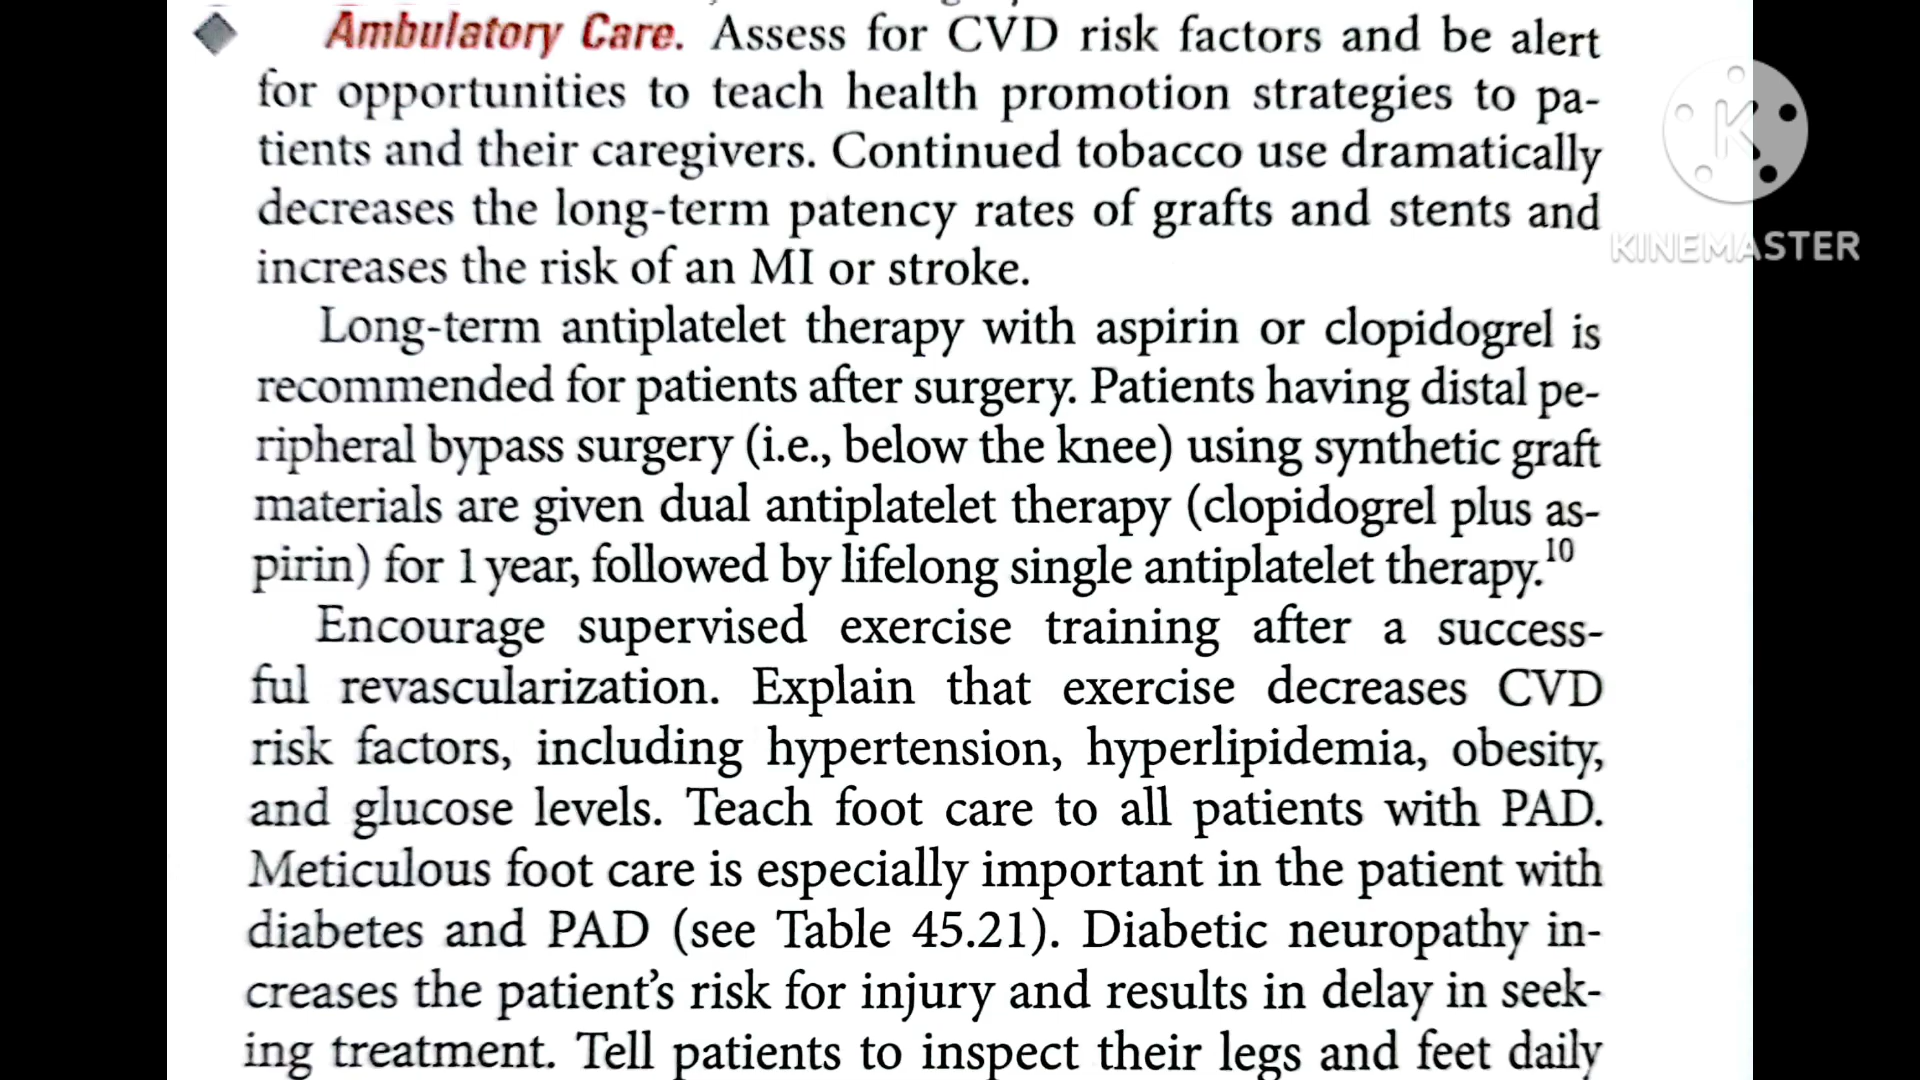 Ambulatory Care. Assess for CVD risk factors and be alert
for opportunities to teach health promotion strategies to pa-
tients and their caregivers. Continued tobacco use dramatically
decreases the long-term patency rates of grafts and stents and
increases the risk of an MI or stroke.
Long-term antiplatelet therapy with aspirin or clopidogrel is
recommended for patients after surgery. Patients having distal pe-
ripheral bypass surgery (i.e., below the knee) using synthetic graft
materials are given dual antiplatelet therapy (clopidogrel plus as-
pirin) for 1 year, followed by lifelong single antiplatelet therapy.10
Encourage supervised exercise training after a success-
ful revascularization. Explain that exercise decreases CVD
risk factors, including hypertension, hyperlipidemia, obesity,
and glucose levels. Teach foot care to all patients with PAD.
Meticulous foot care is especially important in the patient with
diabetes and PAD (see Table 45.21). Diabetic neuropathy in-
creases the patient's risk for injury and results in delay in seek-
ing treatment. Tell patients to inspect their legs and feet daily
K
KINEMASTER